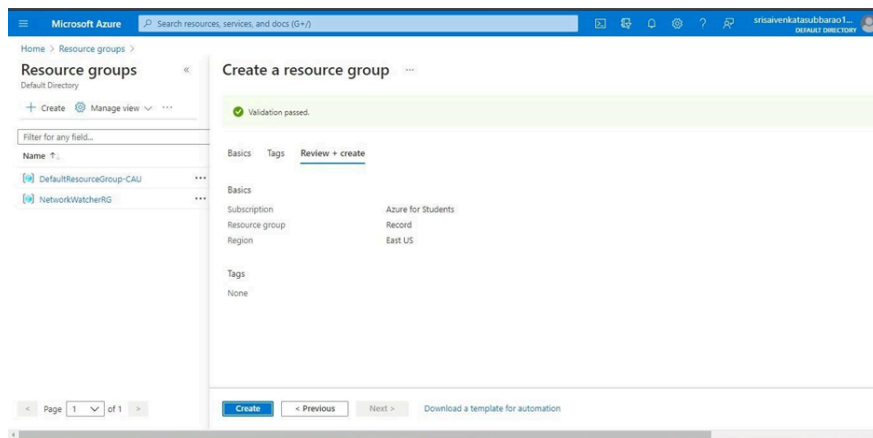 Microsoft Azure
Search resources, services, and docs (G+/)
srisaivenkatasubbarao1...
DEFAULT DIRECTORY
Home > Resource groups >
Resource groups
Default Directory
+ Create
Manage view
...
Filter for any field...
Name ↑↓
DefaultResourceGroup-CAU
...
NetworkWatcherRG
...
< Page 1 of 1 >
Create a resource group ...
Validation passed.
Basics Tags Review + create
Basics
Subscription Azure for Students
Resource group Record
Region East US
Tags
None
Create < Previous Next > Download a template for automation